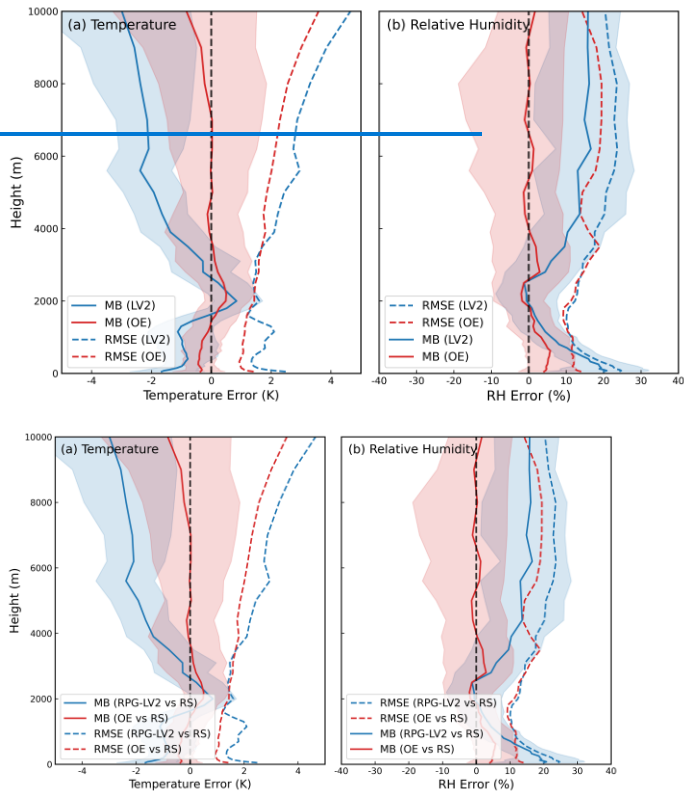 (a) Temperature
(b) Relative Humidity
10000
8000
6000
4000
2000
0
Height (m)
MB (LV2)
MB (OE)
RMSE (LV2)
RMSE (OE)
-4
-2
0
2
4
Temperature Error (K)
RMSE (LV2)
RMSE (OE)
MB (LV2)
MB (OE)
-40
-30
-20
-10
0
10
20
30
40
RH Error (%)
(a) Temperature
(b) Relative Humidity
10000
8000
6000
4000
2000
0
Height (m)
MB (RPG-LV2 vs RS)
MB (OE vs RS)
RMSE (RPG-LV2 vs RS)
RMSE (OE vs RS)
-4
-2
0
2
4
Temperature Error (K)
RMSE (RPG-LV2 vs RS)
RMSE (OE vs RS)
MB (RPG-LV2 vs RS)
MB (OE vs RS)
-40
-30
-20
-10
0
10
20
30
40
RH Error (%)